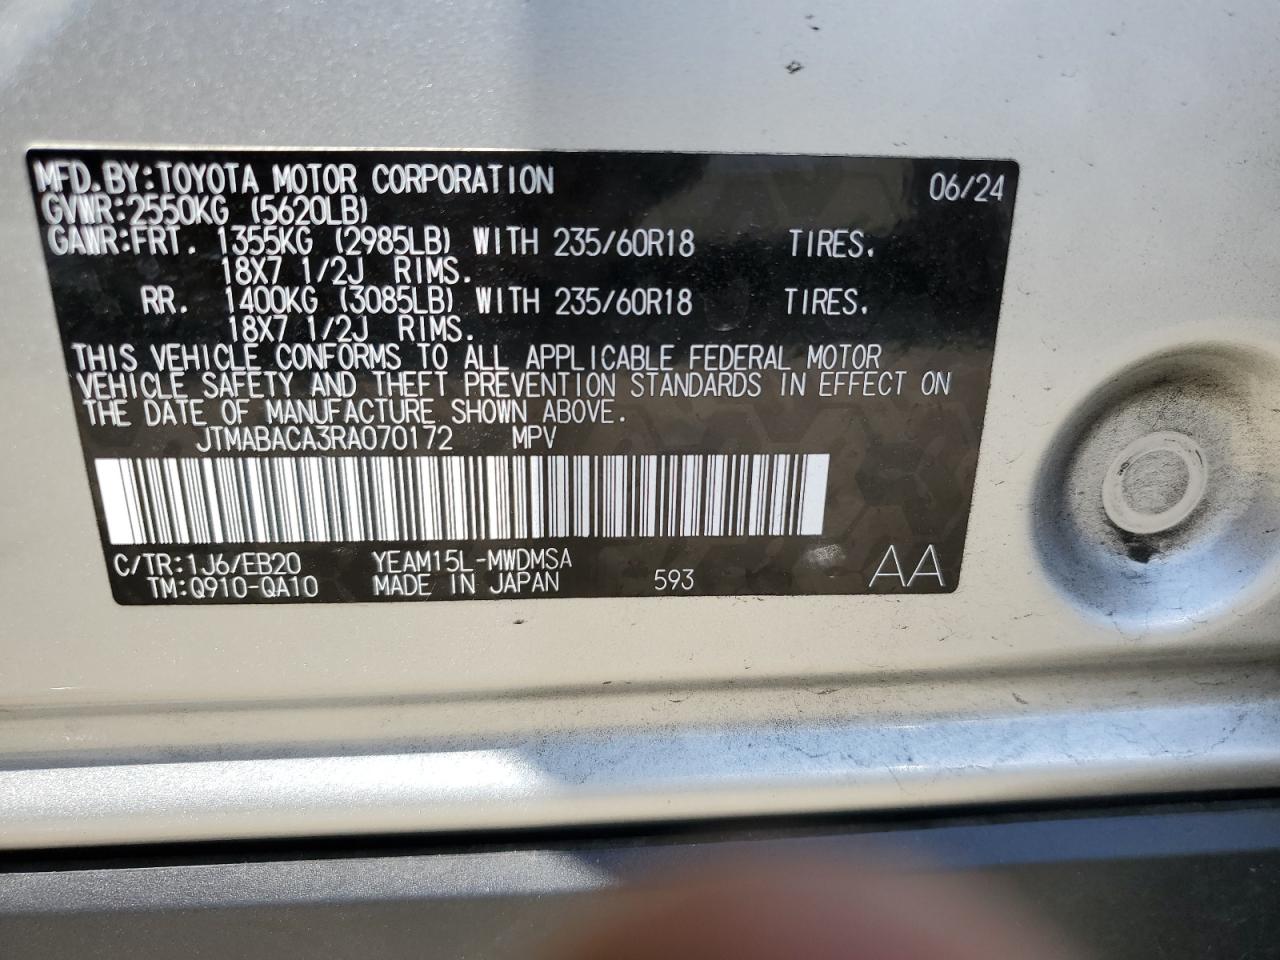 MFD.BY:TOYOTA MOTOR CORPORATION 06/24
GVWR:2550KG (5620LB)
GAWR:FRT. 1355KG (2985LB) WITH 235/60R18 TIRES.
18X7 1/2J RIMS.
RR. 1400KG (3085LB) WITH 235/60R18 TIRES,
18X7 1/2J RIMS.
THIS VEHICLE CONFORMS TO ALL APPLICABLE FEDERAL MOTOR
VEHICLE SAFETY AND THEFT PREVENTION STANDARDS IN EFFECT ON
THE DATE OF MANUFACTURE SHOWN ABOVE.
JTMABACA3RA070172 MPV
C/TR:1J6/EB20 YEAM15L-MWDMSA
TM:Q910-QA10 MADE IN JAPAN 593 AA